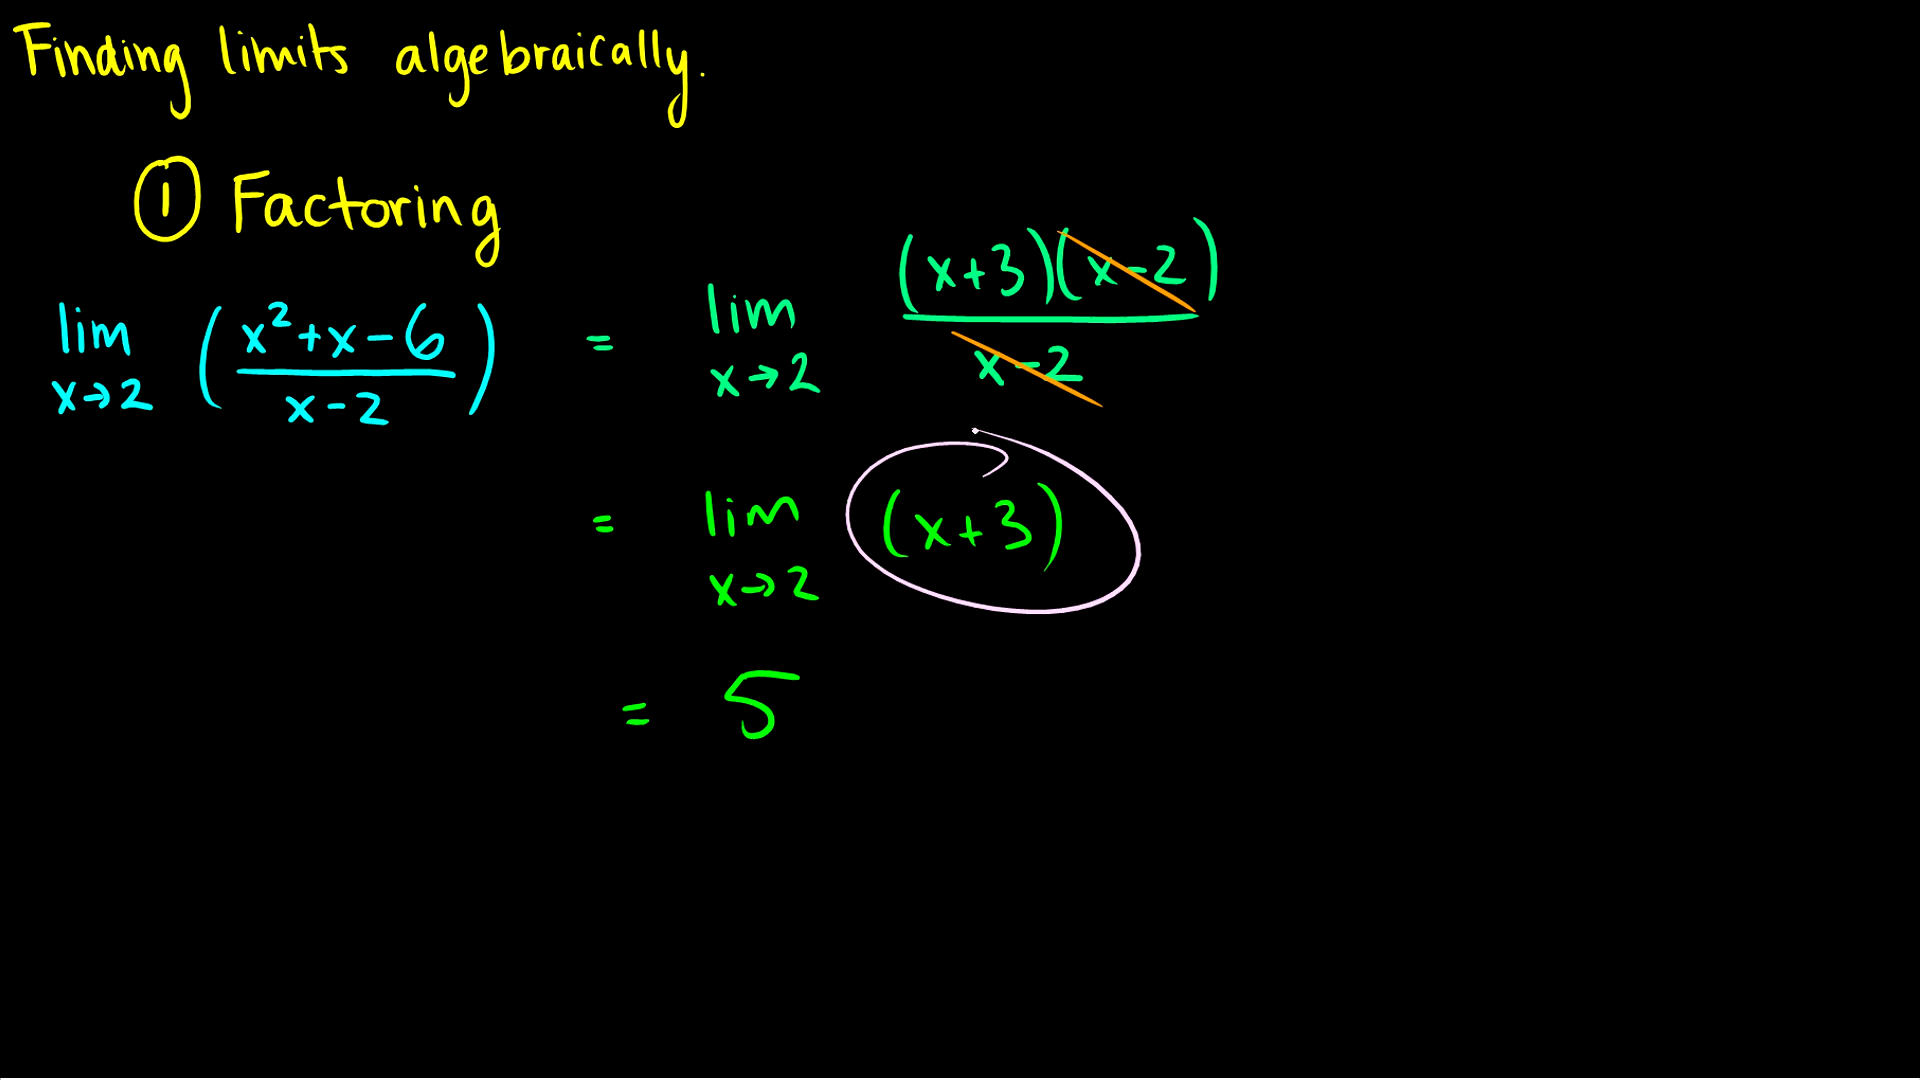 Finding limits algebraically.
① Factoring
lim x→2 ( (x²+x-6) / (x-2) ) = lim x→2 (x+3)(x-2) / x-2
= lim x→2 (x+3)
= 5